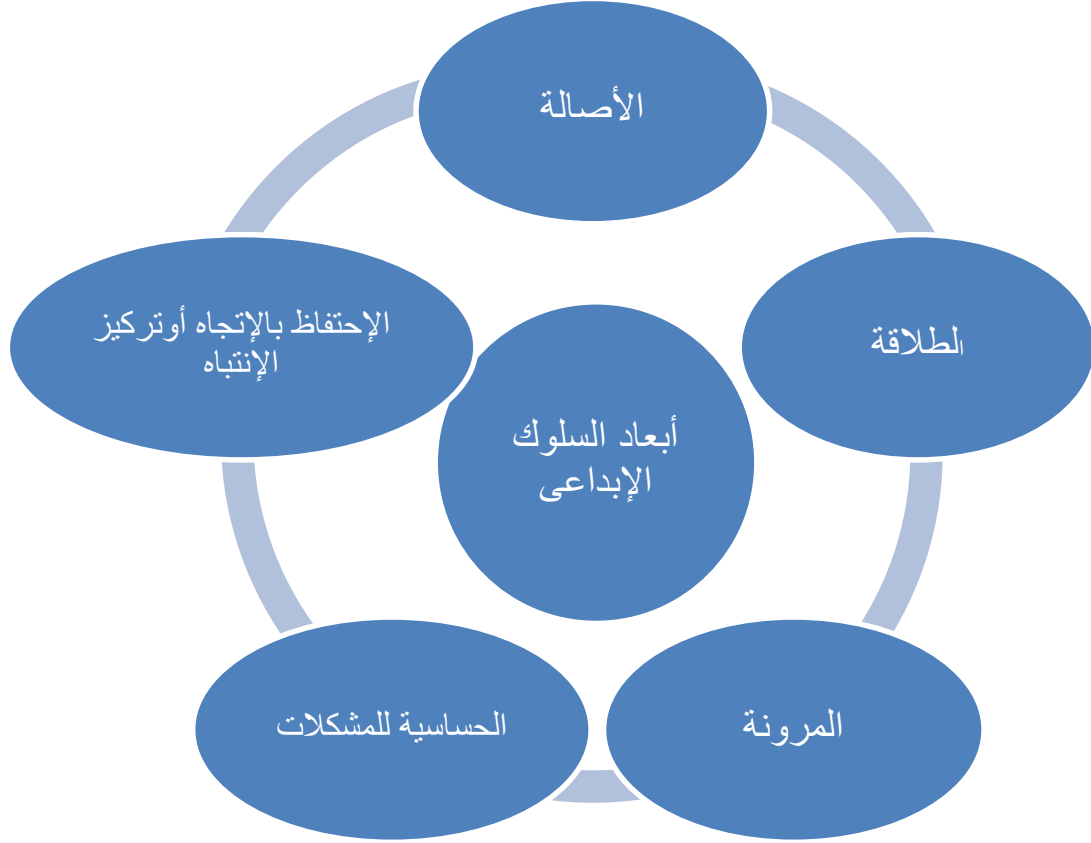 الأصالة
الطلاقة
المرونة
الحساسية للمشكلات
الإحتفاظ بالإتجاه أوتركيز
الإنتباه
أبعاد السلوك
الإبداعى